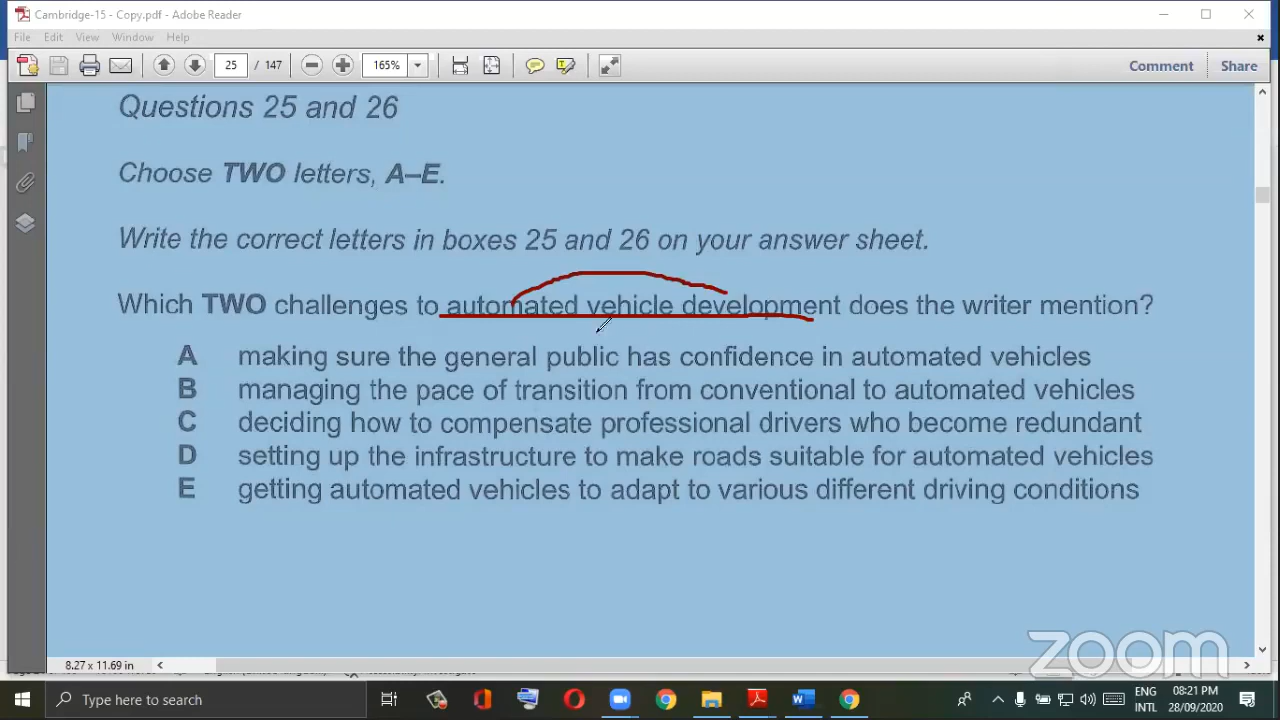 Cambridge-15 - Copy.pdf - Adobe Reader
File Edit View Window Help
25 / 147 165% Comment Share
Questions 25 and 26
Choose TWO letters, A–E.
Write the correct letters in boxes 25 and 26 on your answer sheet.
Which TWO challenges to automated vehicle development does the writer mention?
A making sure the general public has confidence in automated vehicles
B managing the pace of transition from conventional to automated vehicles
C deciding how to compensate professional drivers who become redundant
D setting up the infrastructure to make roads suitable for automated vehicles
E getting automated vehicles to adapt to various different driving conditions
zoom
8.27 x 11.69 in
Type here to search
ENG 08:21 PM
INTL 28/09/2020